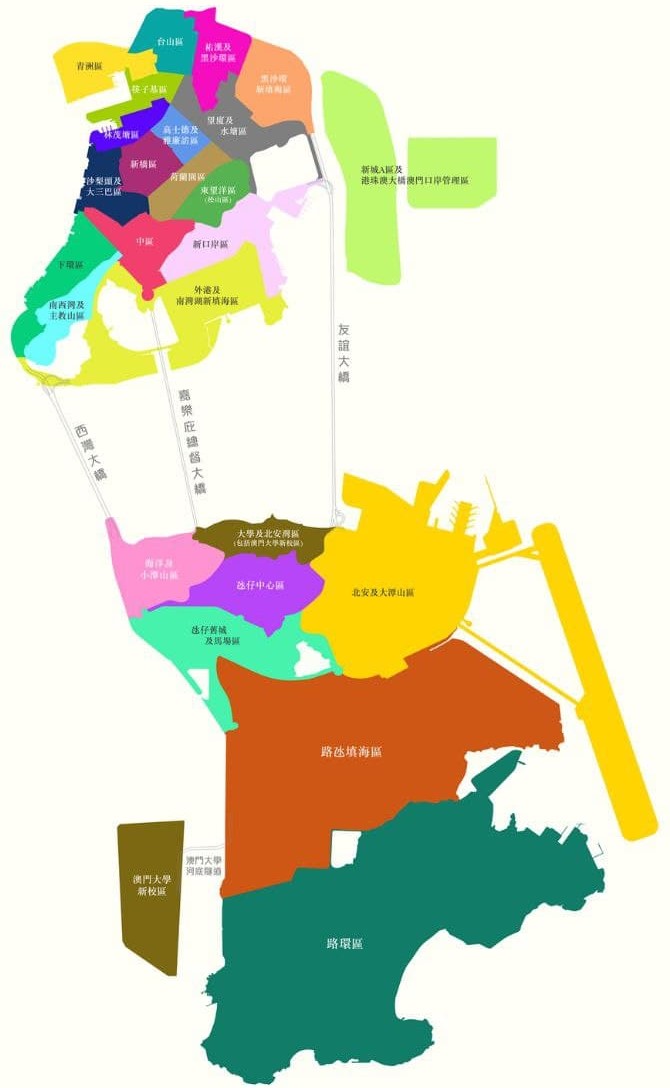 台山區
祐漢及
黑沙環區
青洲區
黑沙環
新填海區
筷子基區
望廈及
水塘區
林茂塘區
高士德及
雅廉訪區
新橋區
荷蘭園區
沙梨頭及
大三巴區
東望洋區
(松山區)
新城A區及
港珠澳大橋澳門口岸管理區
中區
新口岸區
下環區
外港及
南灣湖新填海區
南西灣及
主教山區
友誼大橋
嘉樂庇總督大橋
西灣大橋
大學及北安灣區
(包括澳門大學新校區)
海洋及
小潭山區
氹仔中心區
北安及大潭山區
氹仔舊城
及馬場區
路氹填海區
澳門大學
河底隧道
澳門大學
新校區
路環區